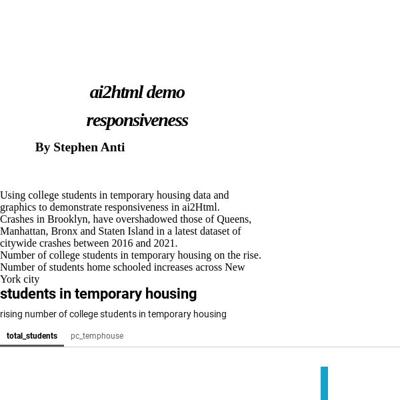 ai2html demo
responsiveness
By Stephen Anti
Using college students in temporary housing data and
graphics to demonstrate responsiveness in ai2Html.
Crashes in Brooklyn, have overshadowed those of Queens,
Manhattan, Bronx and Staten Island in a latest dataset of
citywide crashes between 2016 and 2021.
Number of college students in temporary housing on the rise.
Number of students home schooled increases across New
York city
students in temporary housing
rising number of college students in temporary housing
total_students pc_temphouse